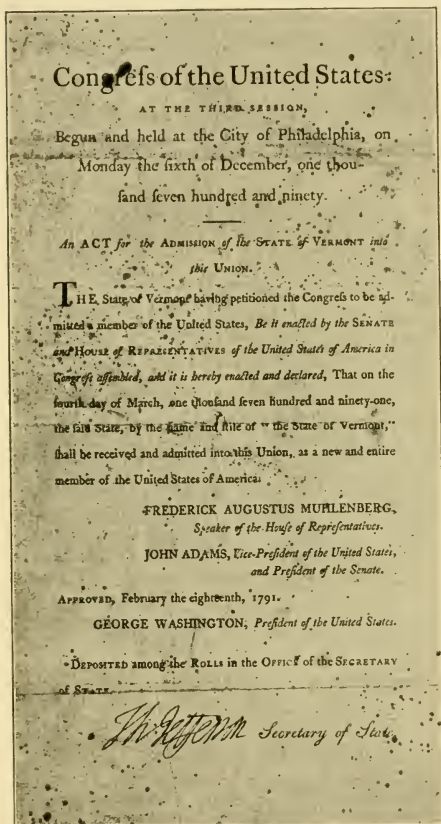 Congreſs of the United States:
AT THE THIRD SESSION,
Begun and held at the City of Philadelphia, on
Monday the ſixth of December, one thou-
ſand ſeven hundred and ninety.
An ACT for the ADMISSION of the STATE of VERMONT into
this UNION.
THE State of Vermont having petitioned the Congreſs to be ad-
mitted a member of the United States, Be it enacted by the SENATE
and HOUSE of REPRESENTATIVES of the United States of America in
Congreſs aſſembled, and it is hereby enacted and declared, That on the
fourth day of March, one thouſand ſeven hundred and ninety-one,
the ſaid State, by the name and ſtile of "the State of Vermont,"
ſhall be received and admitted into this Union, as a new and entire
member of the United States of America.
FREDERICK AUGUSTUS MUHLENBERG,
Speaker of the Houſe of Repreſentatives.
JOHN ADAMS, Vice-Preſident of the United States,
and Preſident of the Senate.
APPROVED, February the eighteenth, 1791.
GEORGE WASHINGTON, Preſident of the United States.
DEPOSITED among the ROLLS in the OFFICE of the SECRETARY
of STATE.
Th: Jefferson Secretary of State.